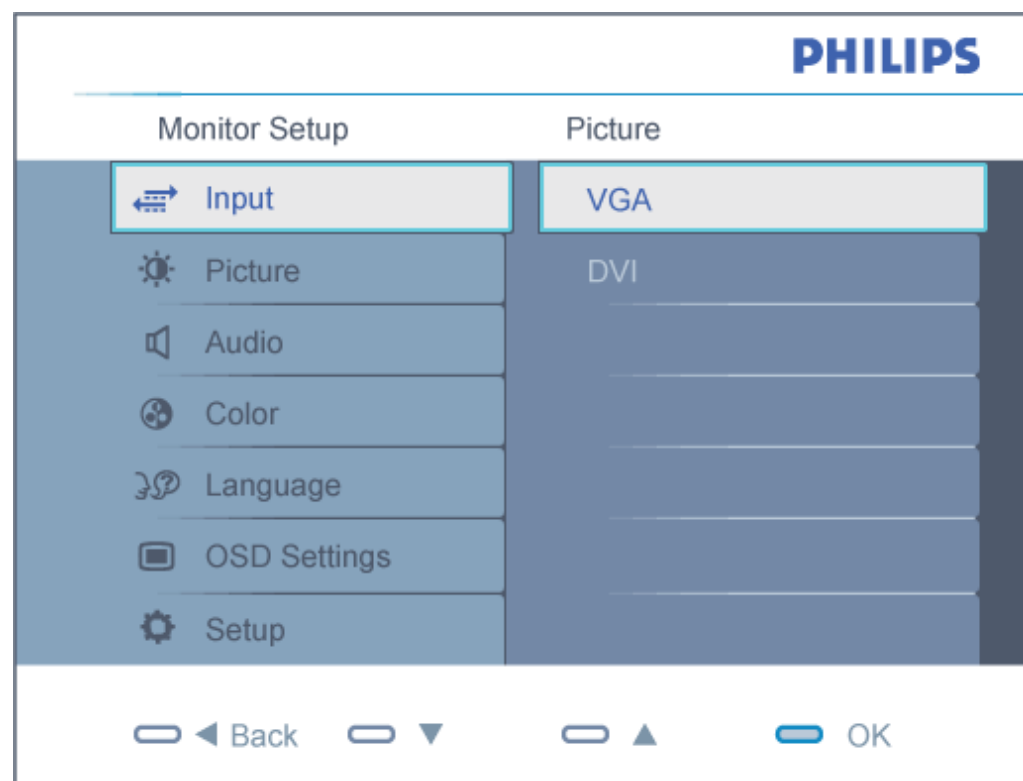 PHILIPS
Monitor Setup Picture
Input VGA
Picture DVI
Audio
Color
Language
OSD Settings
Setup
Back OK